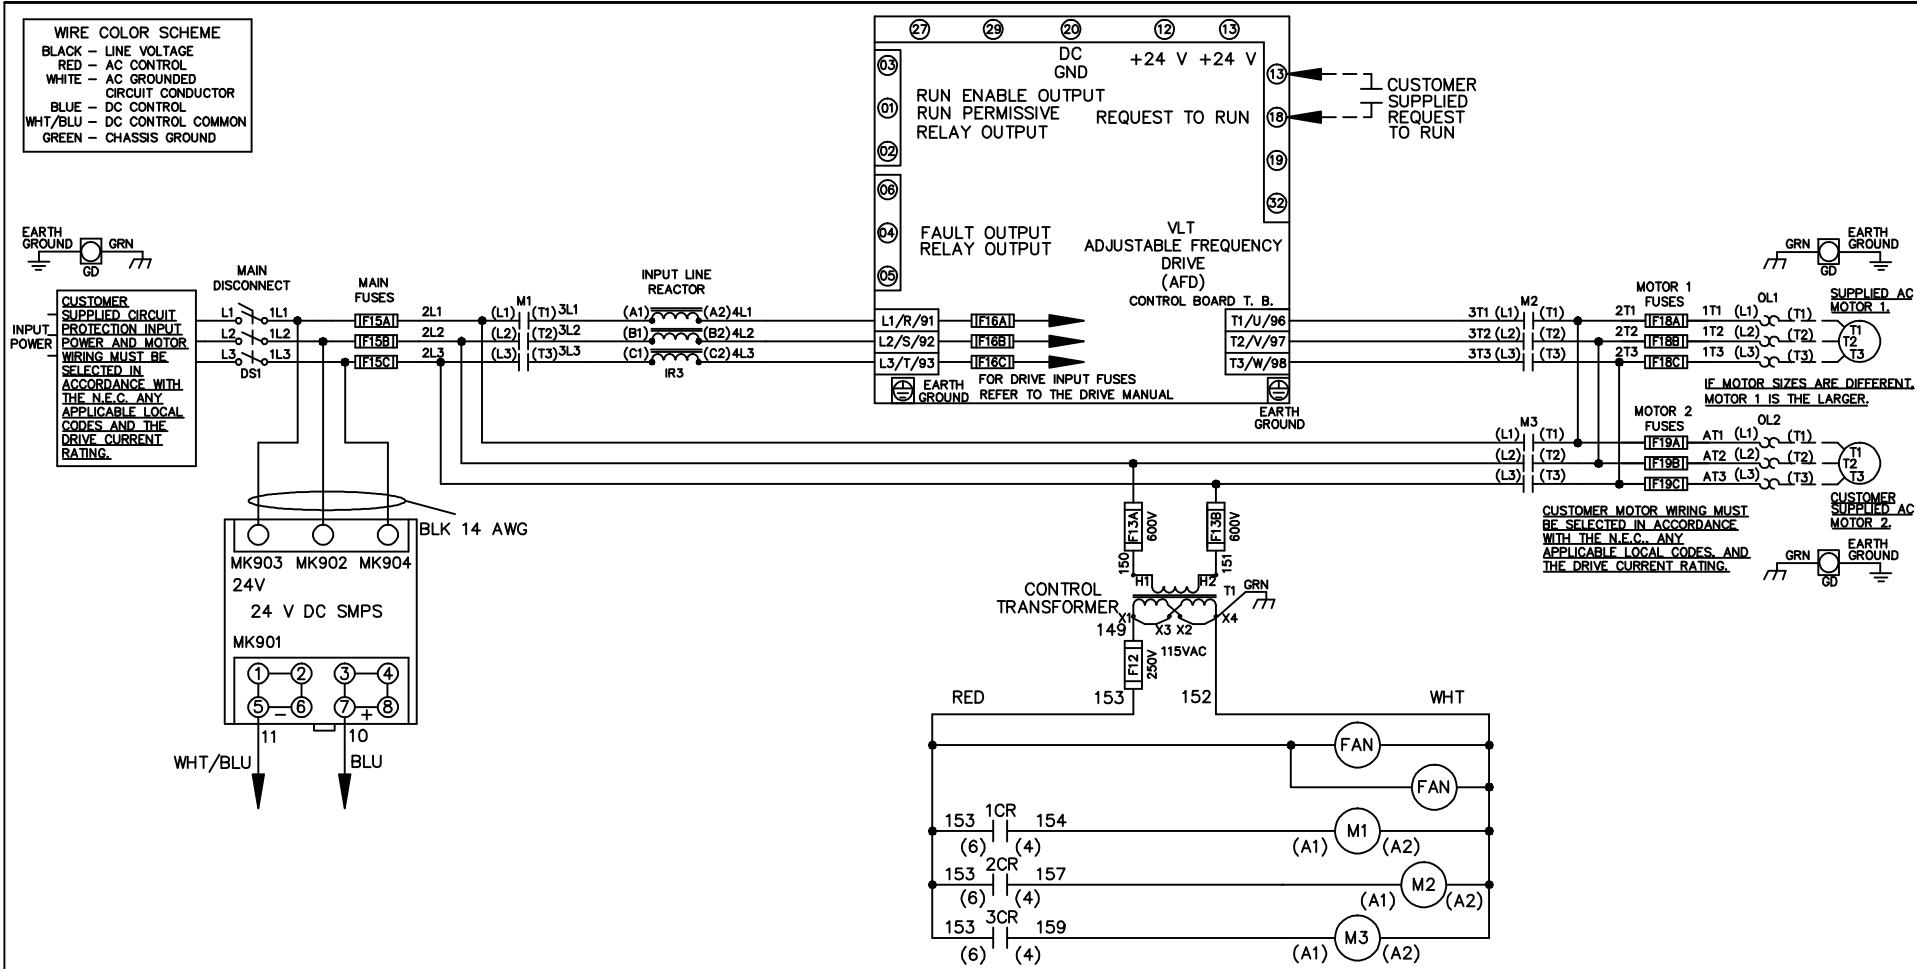 WIRE COLOR SCHEME
BLACK – LINE VOLTAGE
RED – AC CONTROL
WHITE – AC GROUNDED
CIRCUIT CONDUCTOR
BLUE – DC CONTROL
WHT/BLU – DC CONTROL COMMON
GREEN – CHASSIS GROUND
27 29 20 12 13
DC
GND
+24 V +24 V
03
01
02
RUN ENABLE OUTPUT
RUN PERMISSIVE
RELAY OUTPUT
REQUEST TO RUN
13
18
19
32
CUSTOMER
SUPPLIED
REQUEST
TO RUN
06
04
05
FAULT OUTPUT
RELAY OUTPUT
VLT
ADJUSTABLE FREQUENCY
DRIVE
(AFD)
CONTROL BOARD T. B.
EARTH
GROUND
GRN
GD
INPUT
POWER
CUSTOMER
SUPPLIED CIRCUIT
PROTECTION INPUT
POWER AND MOTOR
WIRING MUST BE
SELECTED IN
ACCORDANCE WITH
THE N.E.C. ANY
APPLICABLE LOCAL
CODES AND THE
DRIVE CURRENT
RATING.
MAIN
DISCONNECT
L1 1L1
L2 1L2
L3 1L3
DS1
MAIN
FUSES
F15A
F15B
F15C
2L1
2L2
2L3
M1
(L1) (T1) 3L1
(L2) (T2) 3L2
(L3) (T3) 3L3
INPUT LINE
REACTOR
(A1) (A2) 4L1
(B1) (B2) 4L2
(C1) (C2) 4L3
IR3
L1/R/91
L2/S/92
L3/T/93
F16A
F16B
F16C
EARTH
GROUND
FOR DRIVE INPUT FUSES
REFER TO THE DRIVE MANUAL
T1/U/96
T2/V/97
T3/W/98
EARTH
GROUND
M2
3T1 (L1) (T1)
3T2 (L2) (T2)
3T3 (L3) (T3)
MOTOR 1
FUSES
2T1 F18A 1T1
2T2 F18B 1T2
2T3 F18C 1T3
OL1
(L1) (T1)
(L2) (T2)
(L3) (T3)
GRN
GD
EARTH
GROUND
SUPPLIED AC
MOTOR 1.
T1
T2
T3
IF MOTOR SIZES ARE DIFFERENT,
MOTOR 1 IS THE LARGER.
M3
(L1) (T1)
(L2) (T2)
(L3) (T3)
MOTOR 2
FUSES
F19A AT1
F19B AT2
F19C AT3
OL2
(L1) (T1)
(L2) (T2)
(L3) (T3)
T1
T2
T3
CUSTOMER
SUPPLIED AC
MOTOR 2.
CUSTOMER MOTOR WIRING MUST
BE SELECTED IN ACCORDANCE
WITH THE N.E.C., ANY
APPLICABLE LOCAL CODES, AND
THE DRIVE CURRENT RATING.
GRN
GD
EARTH
GROUND
BLK 14 AWG
MK903 MK902 MK904
24V
24 V DC SMPS
MK901
1 2 3 4
5 – 6 7 + 8
11 10
WHT/BLU BLU
F13A 600V
F13B 600V
150 151
H1 H2
CONTROL
TRANSFORMER
T1
GRN
X1 X3 X2 X4
149
115VAC
F12 250V
RED 153 152 WHT
FAN
FAN
1CR
153 154
(6) (4)
(A1) M1 (A2)
2CR
153 157
(6) (4)
(A1) M2 (A2)
3CR
153 159
(6) (4)
(A1) M3 (A2)